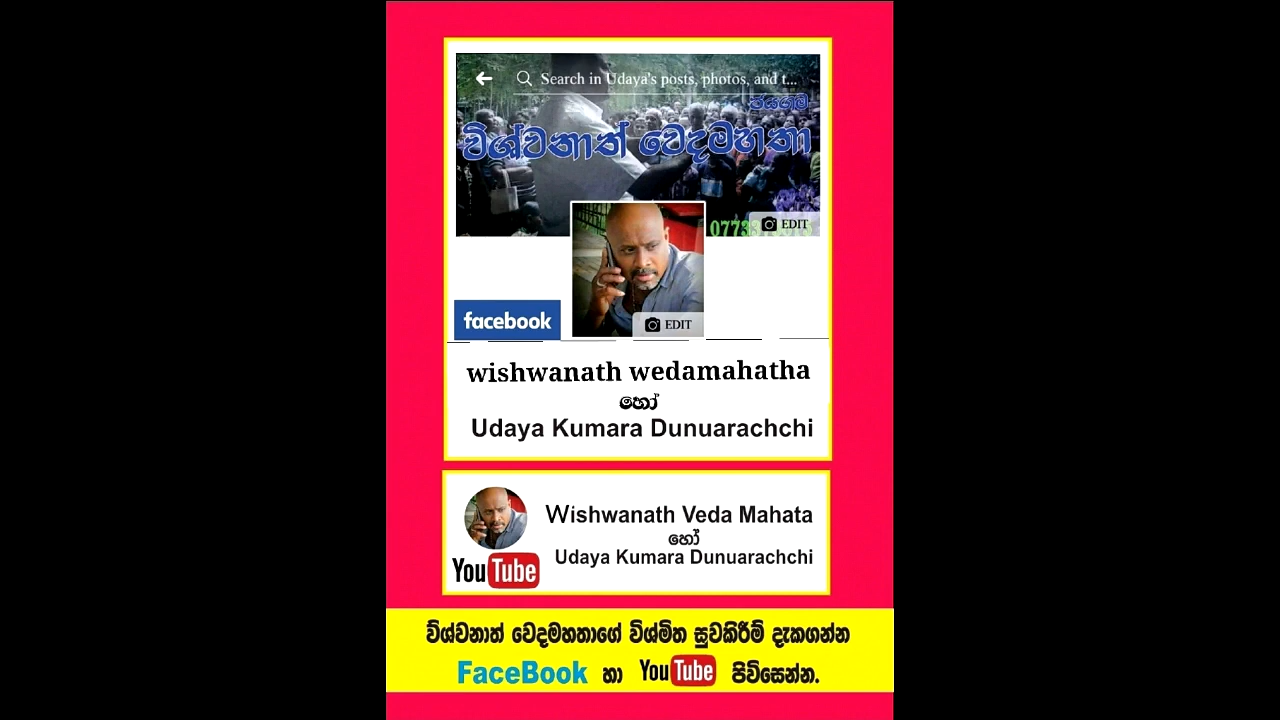 Search in Udaya's posts, photos, and t...
ජයගම
විශ්වනාත් වෙදමහතා
EDIT
EDIT
facebook
wishwanath wedamahatha
හෝ
Udaya Kumara Dunuarachchi
Wishwanath Veda Mahata
හෝ
Udaya Kumara Dunuarachchi
YouTube
විශ්වනාත් වෙදමහතාගේ විශ්මිත සුවකිරීම් දැකගන්න
FaceBook හා YouTube පිවිසෙන්න.